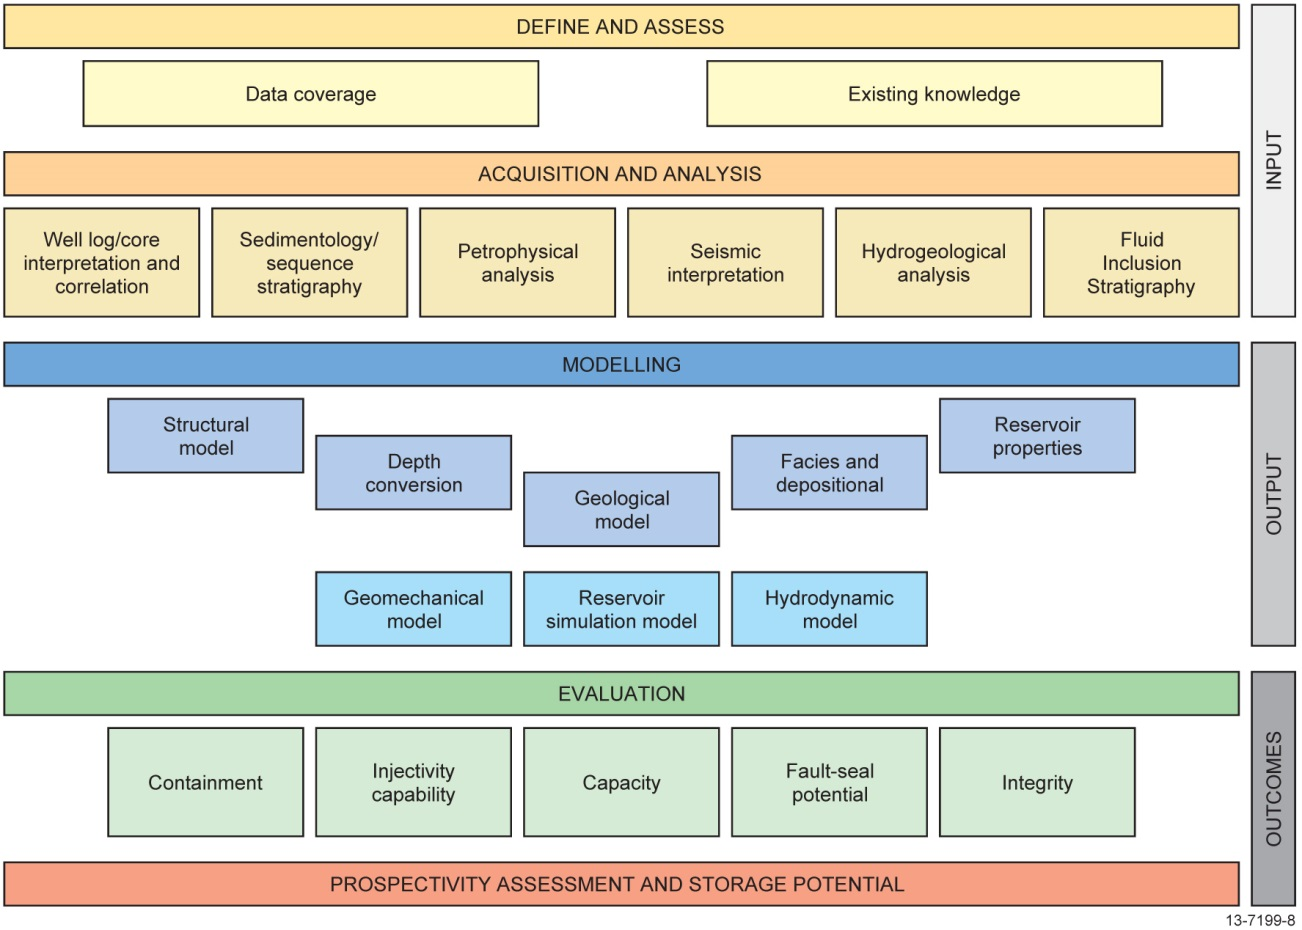 DEFINE AND ASSESS
Data coverage
Existing knowledge
INPUT
ACQUISITION AND ANALYSIS
Well log/core
interpretation and
correlation
Sedimentology/
sequence
stratigraphy
Petrophysical
analysis
Seismic
interpretation
Hydrogeological
analysis
Fluid
Inclusion
Stratigraphy
MODELLING
Structural
model
Depth
conversion
Geological
model
Facies and
depositional
Reservoir
properties
OUTPUT
Geomechanical
model
Reservoir
simulation model
Hydrodynamic
model
EVALUATION
Containment
Injectivity
capability
Capacity
Fault-seal
potential
Integrity
OUTCOMES
PROSPECTIVITY ASSESSMENT AND STORAGE POTENTIAL
13-7199-8